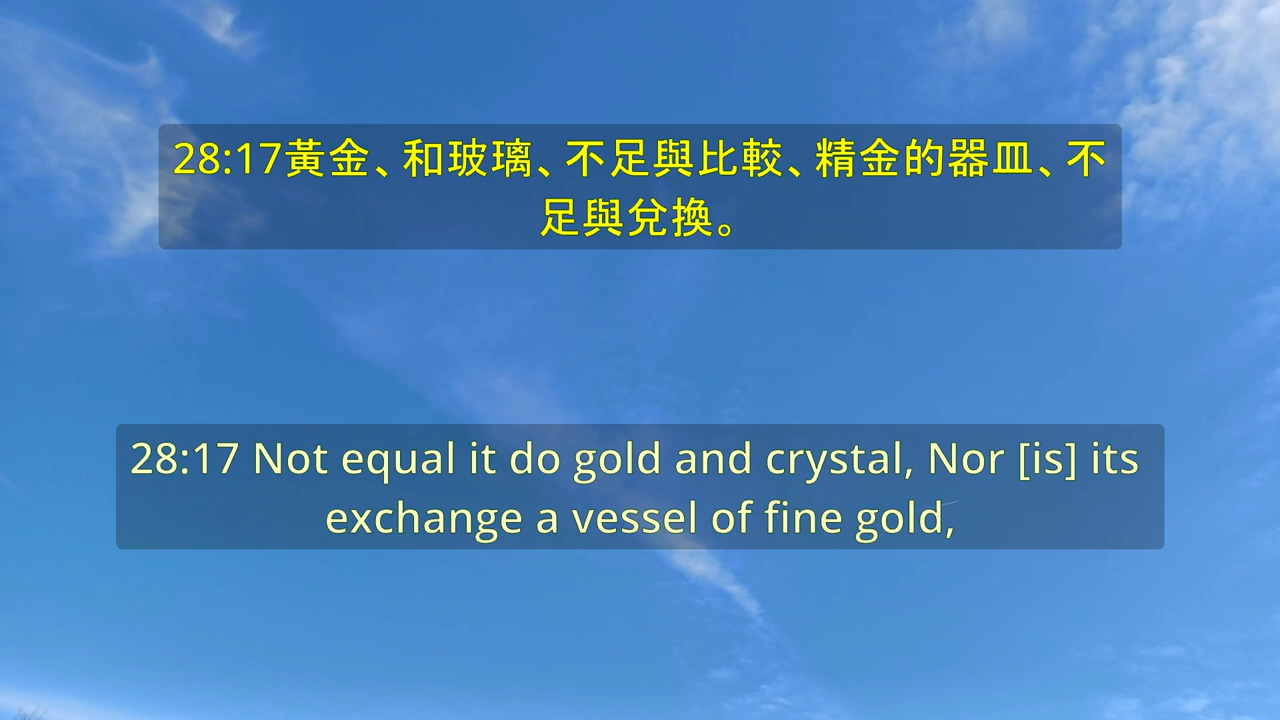 28:17黃金、和玻璃、不足與比較、精金的器皿、不
足與兌換。
28:17 Not equal it do gold and crystal, Nor [is] its
exchange a vessel of fine gold,